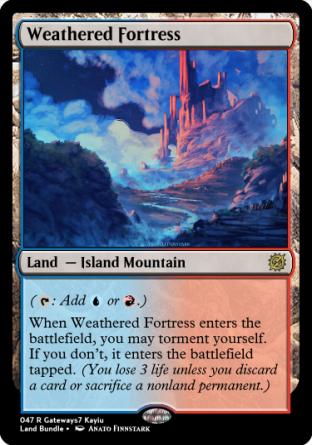 Weathered Fortress
Land — Island Mountain
( : Add or .)
When Weathered Fortress enters the
battlefield, you may torment yourself.
If you don't, it enters the battlefield
tapped. (You lose 3 life unless you discard
a card or sacrifice a nonland permanent.)
047 R Gateways7 Kayiu
Land Bundle • Anato Finnstark